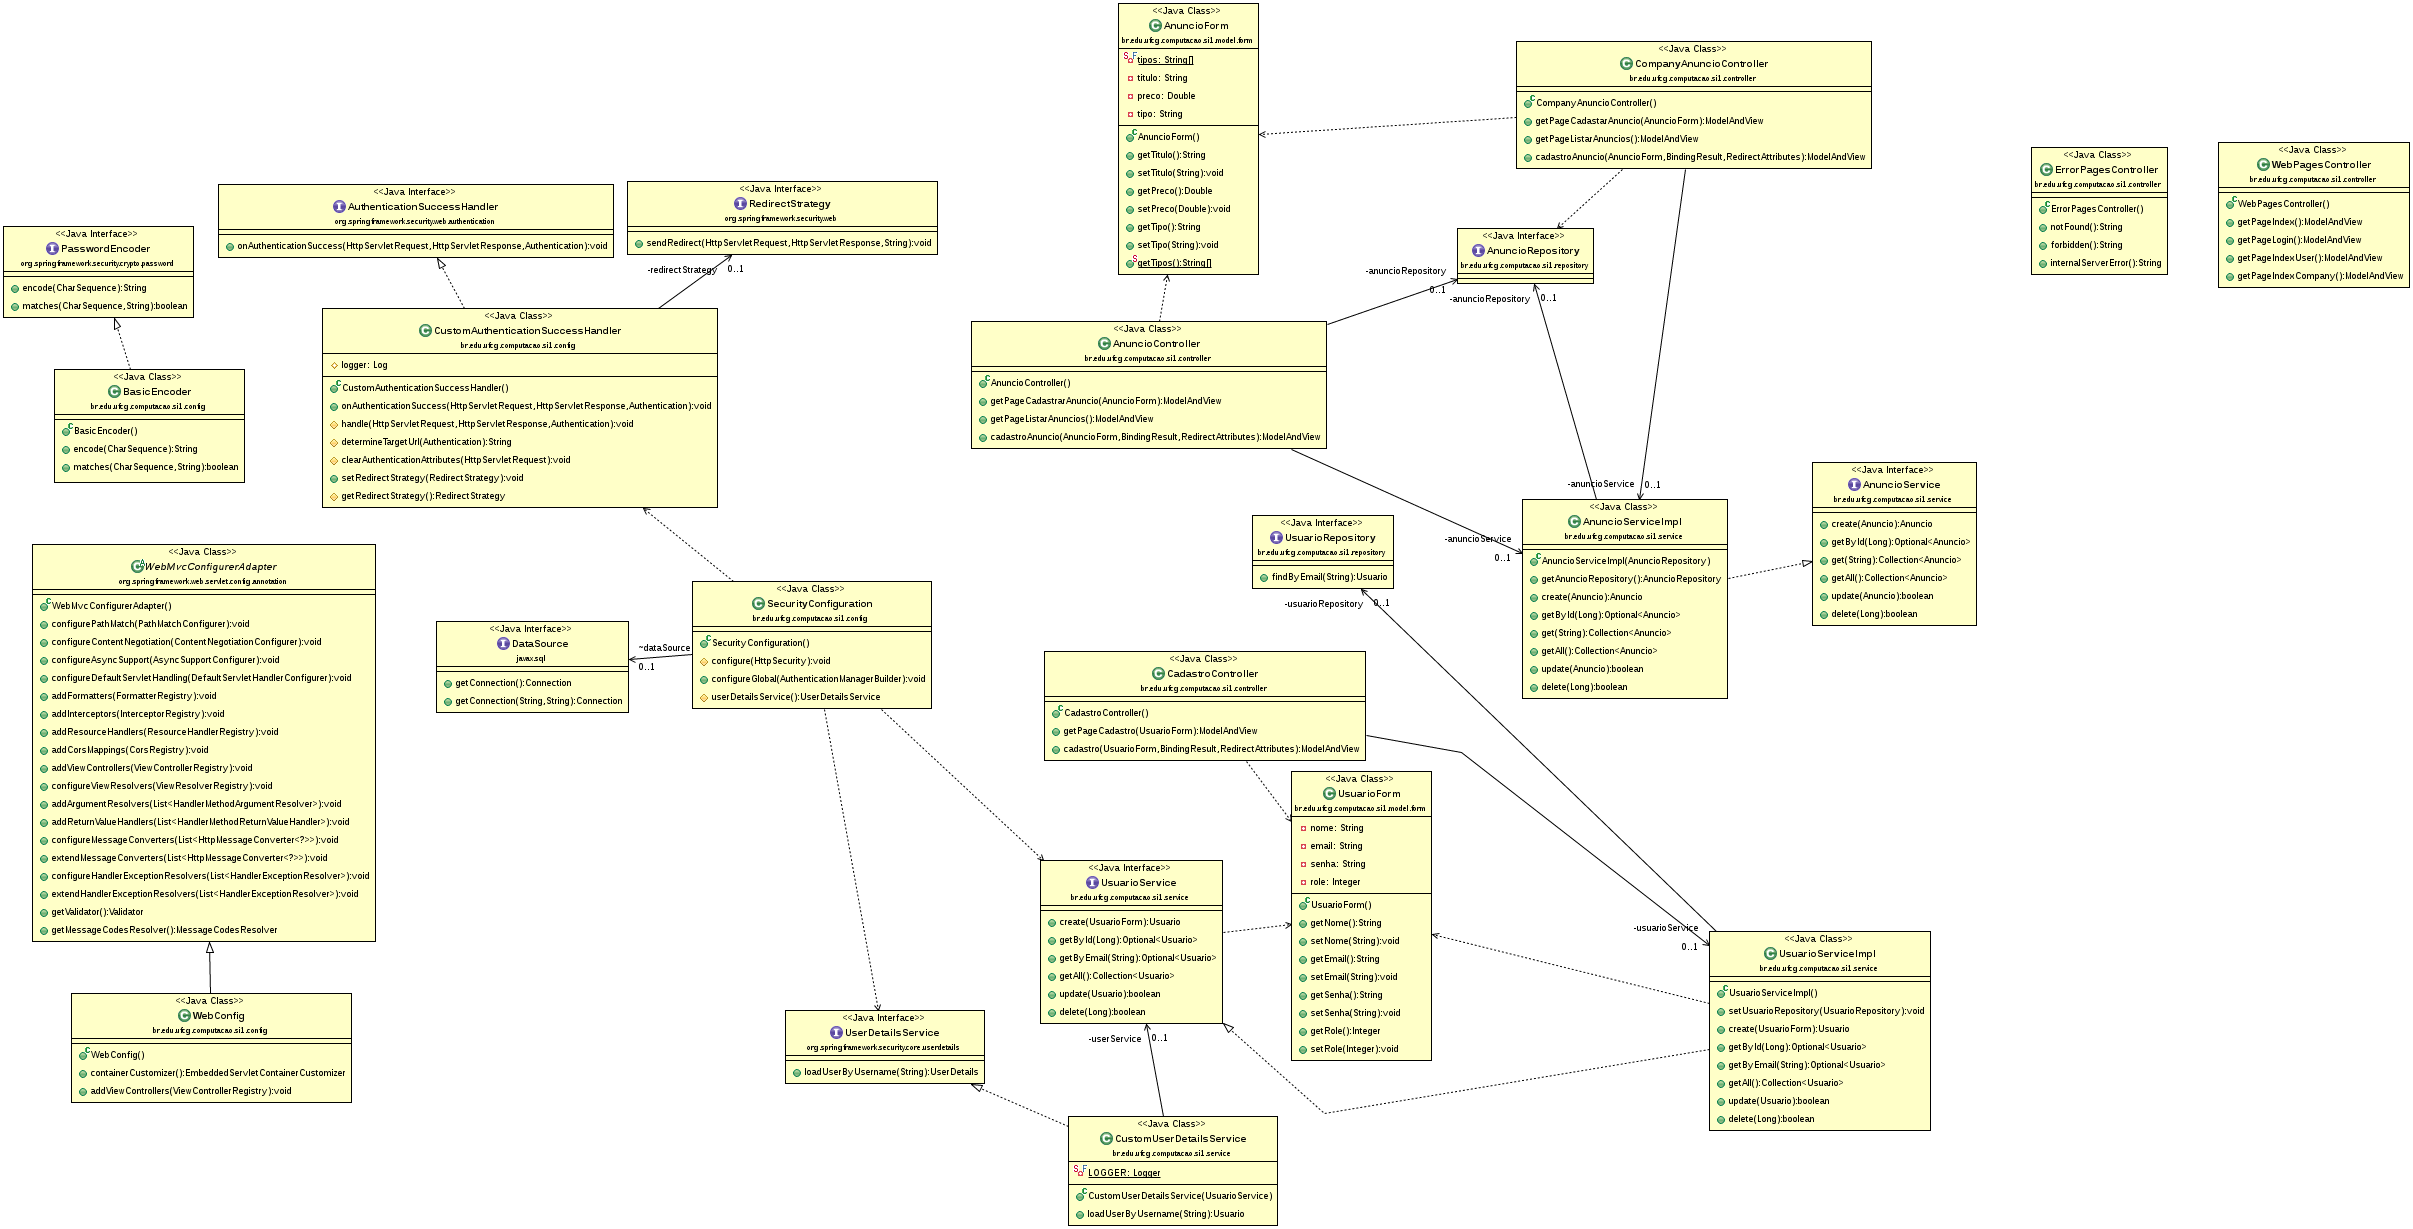 <<Java Class>>
AnuncioForm
br.edu.ufcg.computacao.si1.model.form
tipos: String[]
titulo: String
preco: Double
tipo: String
AnuncioForm()
getTitulo():String
setTitulo(String):void
getPreco():Double
setPreco(Double):void
getTipo():String
setTipo(String):void
getTipos():String[]
<<Java Class>>
CompanyAnuncioController
br.edu.ufcg.computacao.si1.controller
CompanyAnuncioController()
getPageCadastarAnuncio(AnuncioForm):ModelAndView
getPageListarAnuncios():ModelAndView
cadastroAnuncio(AnuncioForm,BindingResult,RedirectAttributes):ModelAndView
<<Java Class>>
ErrorPagesController
br.edu.ufcg.computacao.si1.controller
ErrorPagesController()
notFound():String
forbidden():String
internalServerError():String
<<Java Class>>
WebPagesController
br.edu.ufcg.computacao.si1.controller
WebPagesController()
getPageIndex():ModelAndView
getPageLogin():ModelAndView
getPageIndexUser():ModelAndView
getPageIndexCompany():ModelAndView
<<Java Interface>>
PasswordEncoder
org.springframework.security.crypto.password
encode(CharSequence):String
matches(CharSequence,String):boolean
<<Java Interface>>
AuthenticationSuccessHandler
org.springframework.security.web.authentication
onAuthenticationSuccess(HttpServletRequest,HttpServletResponse,Authentication):void
<<Java Interface>>
RedirectStrategy
org.springframework.security.web
sendRedirect(HttpServletRequest,HttpServletResponse,String):void
-redirectStrategy
0..1
<<Java Interface>>
AnuncioRepository
br.edu.ufcg.computacao.si1.repository
-anuncioRepository
0..1
-anuncioRepository
0..1
<<Java Class>>
BasicEncoder
br.edu.ufcg.computacao.si1.config
BasicEncoder()
encode(CharSequence):String
matches(CharSequence,String):boolean
<<Java Class>>
CustomAuthenticationSuccessHandler
br.edu.ufcg.computacao.si1.config
logger: Log
CustomAuthenticationSuccessHandler()
onAuthenticationSuccess(HttpServletRequest,HttpServletResponse,Authentication):void
handle(HttpServletRequest,HttpServletResponse,Authentication):void
determineTargetUrl(Authentication):String
clearAuthenticationAttributes(HttpServletRequest):void
setRedirectStrategy(RedirectStrategy):void
getRedirectStrategy():RedirectStrategy
<<Java Class>>
AnuncioController
br.edu.ufcg.computacao.si1.controller
AnuncioController()
getPageCadastrarAnuncio(AnuncioForm):ModelAndView
getPageListarAnuncios():ModelAndView
cadastroAnuncio(AnuncioForm,BindingResult,RedirectAttributes):ModelAndView
-anuncioService
0..1
-anuncioService
0..1
<<Java Class>>
AnuncioServiceImpl
br.edu.ufcg.computacao.si1.service
AnuncioServiceImpl(AnuncioRepository)
getAnuncioRepository():AnuncioRepository
create(Anuncio):Anuncio
getById(Long):Optional<Anuncio>
get(String):Collection<Anuncio>
getAll():Collection<Anuncio>
update(Anuncio):boolean
delete(Long):boolean
<<Java Interface>>
AnuncioService
br.edu.ufcg.computacao.si1.service
create(Anuncio):Anuncio
getById(Long):Optional<Anuncio>
get(String):Collection<Anuncio>
getAll():Collection<Anuncio>
update(Anuncio):boolean
delete(Long):boolean
<<Java Interface>>
UsuarioRepository
br.edu.ufcg.computacao.si1.repository
findByEmail(String):Usuario
-usuarioRepository
0..1
<<Java Class>>
WebMvcConfigurerAdapter
org.springframework.web.servlet.config.annotation
WebMvcConfigurerAdapter()
configurePathMatch(PathMatchConfigurer):void
configureContentNegotiation(ContentNegotiationConfigurer):void
configureAsyncSupport(AsyncSupportConfigurer):void
configureDefaultServletHandling(DefaultServletHandlerConfigurer):void
addFormatters(FormatterRegistry):void
addInterceptors(InterceptorRegistry):void
addResourceHandlers(ResourceHandlerRegistry):void
addCorsMappings(CorsRegistry):void
addViewControllers(ViewControllerRegistry):void
configureViewResolvers(ViewResolverRegistry):void
addArgumentResolvers(List<HandlerMethodArgumentResolver>):void
addReturnValueHandlers(List<HandlerMethodReturnValueHandler>):void
configureMessageConverters(List<HttpMessageConverter<?>>):void
extendMessageConverters(List<HttpMessageConverter<?>>):void
configureHandlerExceptionResolvers(List<HandlerExceptionResolver>):void
extendHandlerExceptionResolvers(List<HandlerExceptionResolver>):void
getValidator():Validator
getMessageCodesResolver():MessageCodesResolver
<<Java Class>>
SecurityConfiguration
br.edu.ufcg.computacao.si1.config
SecurityConfiguration()
configure(HttpSecurity):void
configureGlobal(AuthenticationManagerBuilder):void
userDetailsService():UserDetailsService
<<Java Interface>>
DataSource
javax.sql
getConnection():Connection
getConnection(String,String):Connection
~dataSource
0..1
<<Java Class>>
CadastroController
br.edu.ufcg.computacao.si1.controller
CadastroController()
getPageCadastro(UsuarioForm):ModelAndView
cadastro(UsuarioForm,BindingResult,RedirectAttributes):ModelAndView
<<Java Class>>
UsuarioForm
br.edu.ufcg.computacao.si1.model.form
nome: String
email: String
senha: String
role: Integer
UsuarioForm()
getNome():String
setNome(String):void
getEmail():String
setEmail(String):void
getSenha():String
setSenha(String):void
getRole():Integer
setRole(Integer):void
<<Java Interface>>
UsuarioService
br.edu.ufcg.computacao.si1.service
create(UsuarioForm):Usuario
getById(Long):Optional<Usuario>
getByEmail(String):Optional<Usuario>
getAll():Collection<Usuario>
update(Usuario):boolean
delete(Long):boolean
-usuarioService
0..1
<<Java Class>>
UsuarioServiceImpl
br.edu.ufcg.computacao.si1.service
UsuarioServiceImpl()
setUsuarioRepository(UsuarioRepository):void
create(UsuarioForm):Usuario
getById(Long):Optional<Usuario>
getByEmail(String):Optional<Usuario>
getAll():Collection<Usuario>
update(Usuario):boolean
delete(Long):boolean
<<Java Class>>
WebConfig
br.edu.ufcg.computacao.si1.config
WebConfig()
containerCustomizer():EmbeddedServletContainerCustomizer
addViewControllers(ViewControllerRegistry):void
<<Java Interface>>
UserDetailsService
org.springframework.security.core.userdetails
loadUserByUsername(String):UserDetails
-userService
0..1
<<Java Class>>
CustomUserDetailsService
br.edu.ufcg.computacao.si1.service
LOGGER: Logger
CustomUserDetailsService(UsuarioService)
loadUserByUsername(String):Usuario